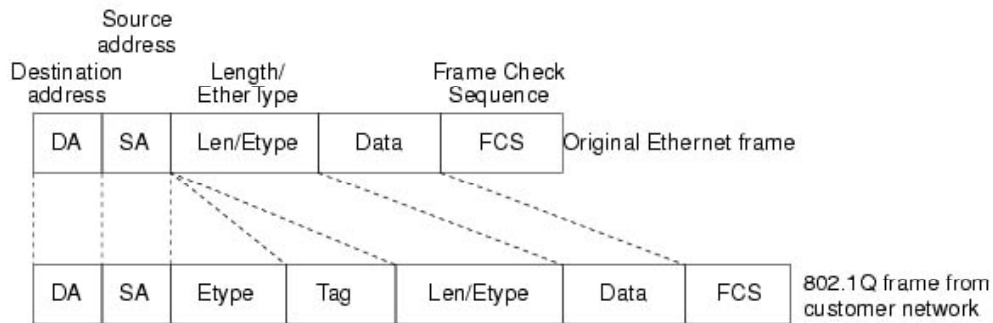 Source
address
Destination
address
Length/
EtherType
Frame Check
Sequence
DA SA Len/Etype Data FCS Original Ethernet frame
DA SA Etype Tag Len/Etype Data FCS
802.1Q frame from
customer network